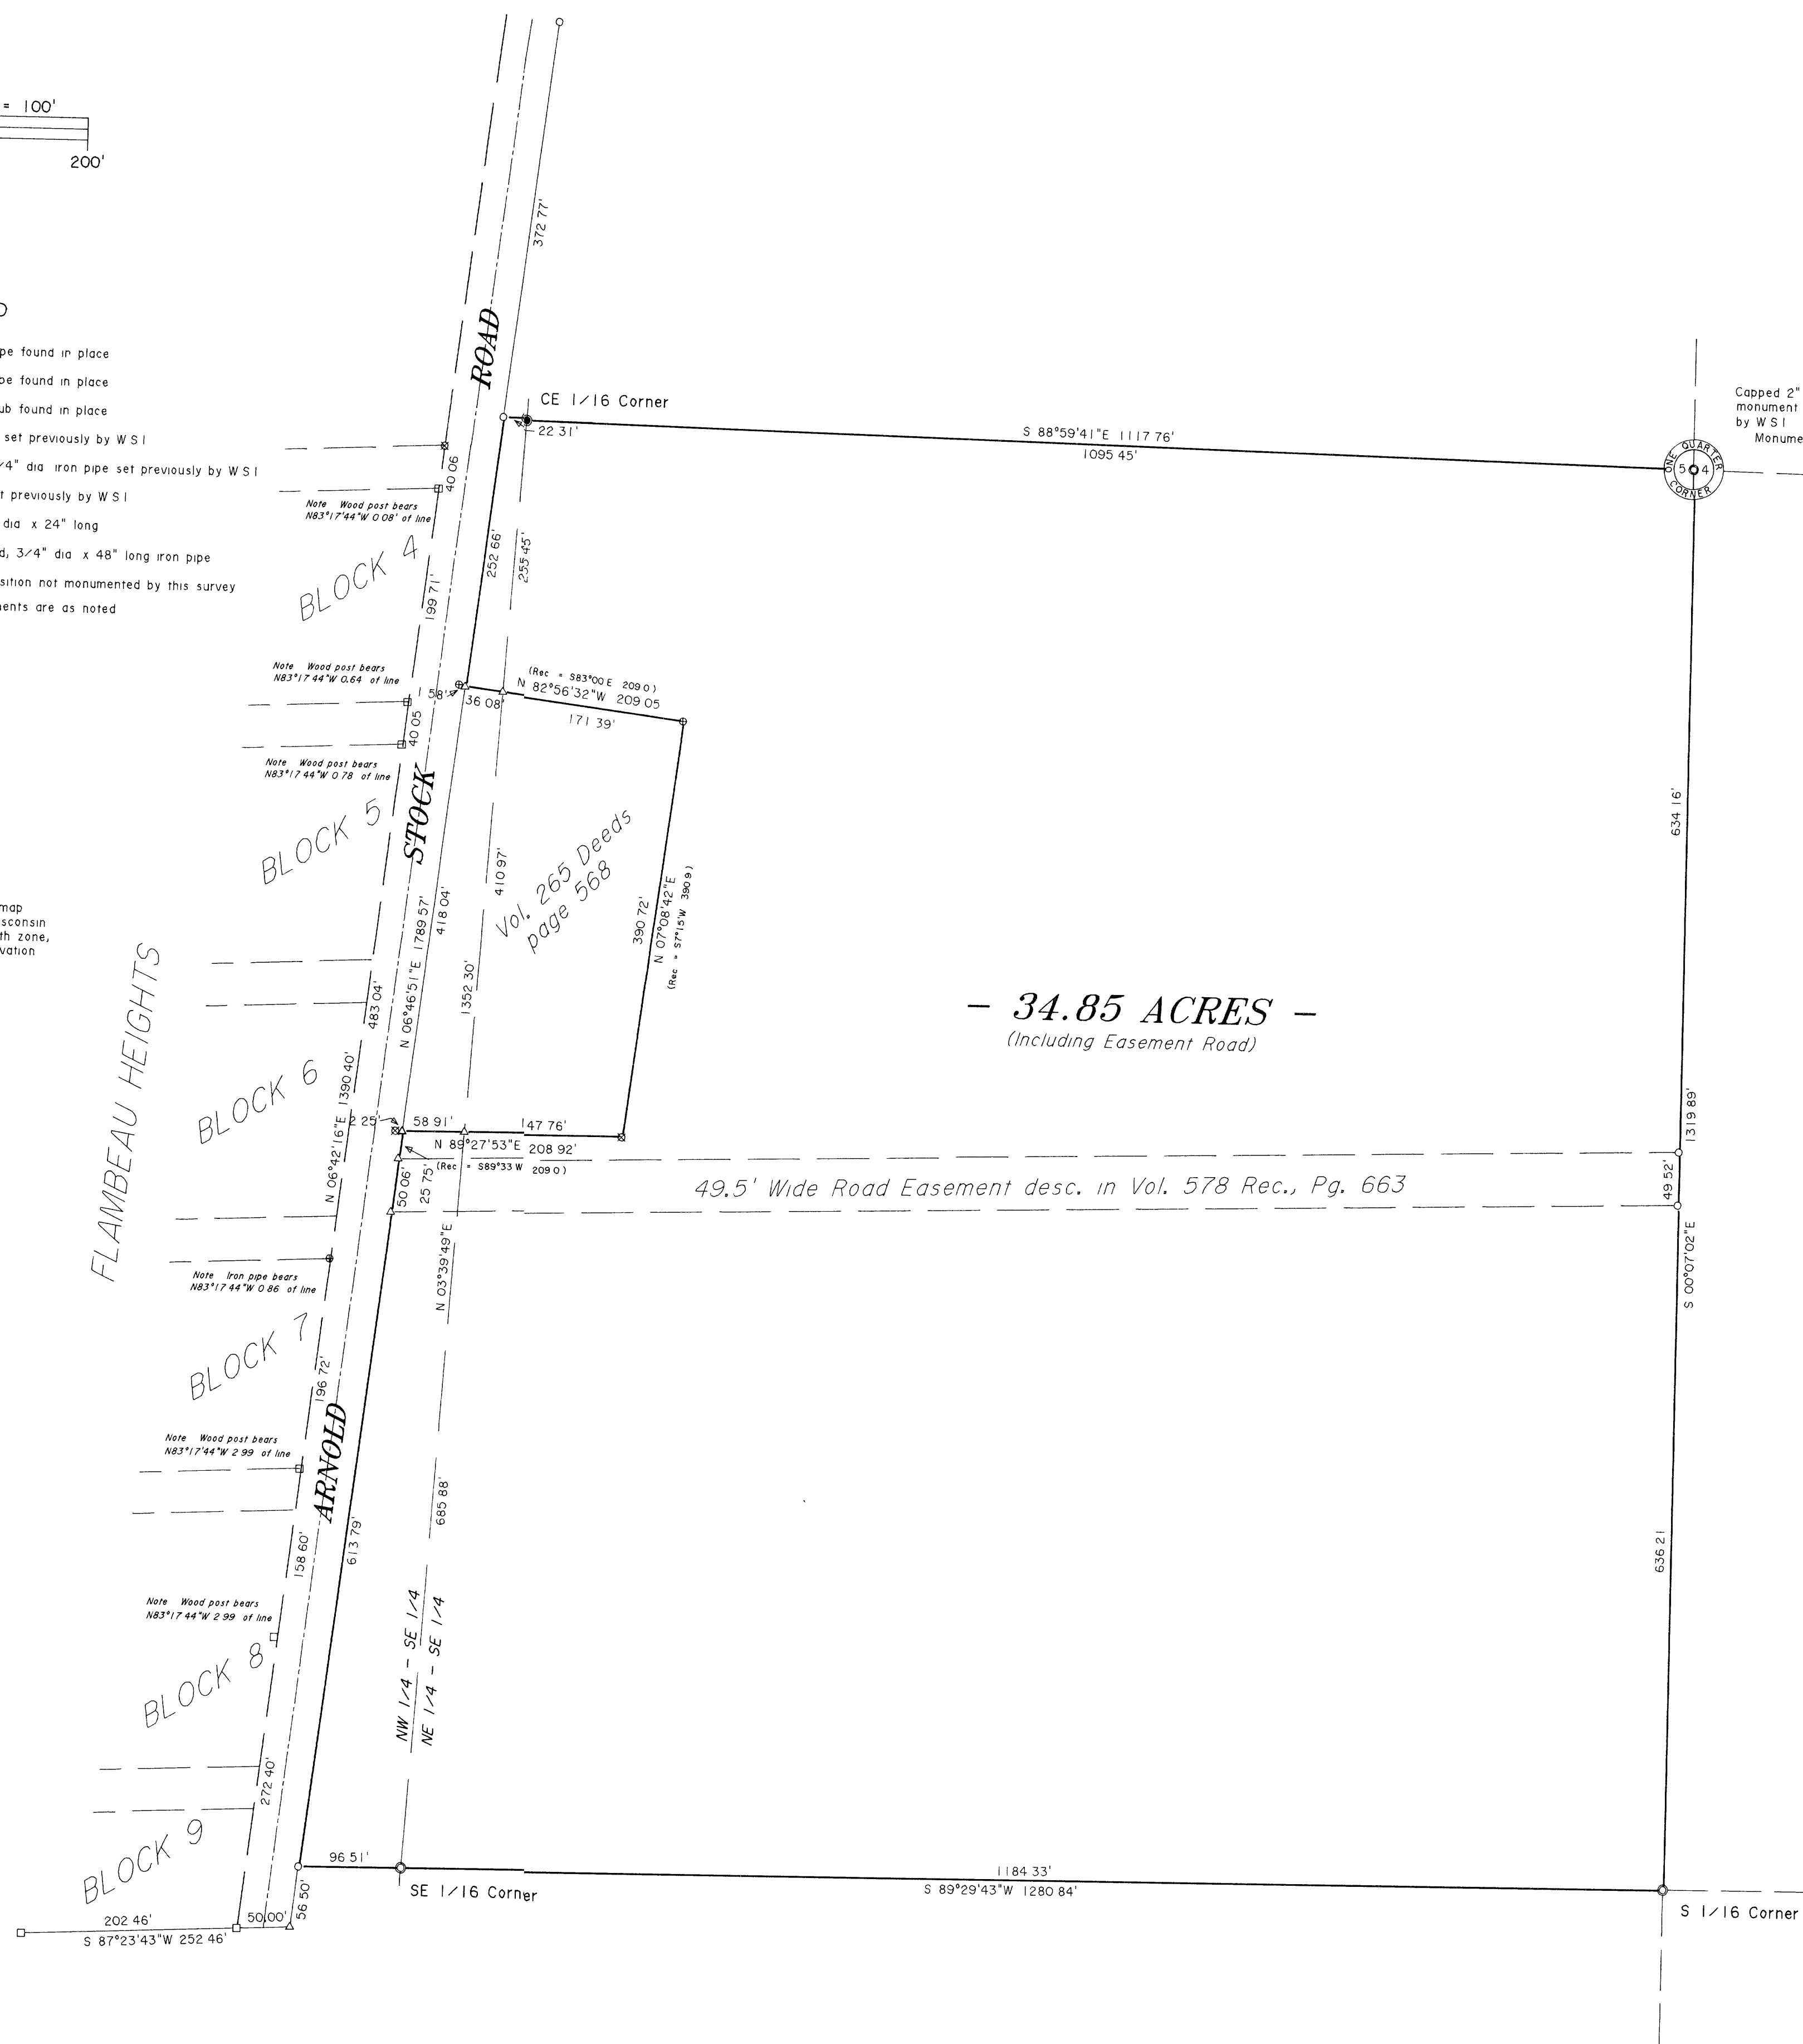 = 100'
200'
pe found in place
pe found in place
ub found in place
set previously by W S I
/4" dia iron pipe set previously by W S I
t previously by W S I
dia x 24" long
d, 3/4" dia x 48" long iron pipe
sition not monumented by this survey
ents are as noted
map
isconsin
th zone,
vation
372 77'
ROAD
CE 1/16 Corner
22 31'
S 88°59'41"E 1117 76'
1095 45'
ONE QUARTER
5 4
CORNER
Capped 2"
monument
by W S I
Monume
40 06
Note Wood post bears
N83°17'44"W 0 08' of line
BLOCK 4
252 66'
255 45'
199 71'
Note Wood post bears
N83°17 44"W 0.64 of line
1 58'
36 08'
(Rec = S83°00 E 209 0 )
N 82°56'32"W 209 05
171 39'
40 05
Note Wood post bears
N83°17 44"W 0 78 of line
BLOCK 5
STOCK
Vol. 265 Deeds
page 568
410 97'
418 04'
N 06°46'51"E 1789 57'
1352 30'
390 72'
N 07°08'42"E
(Rec = S7°15'W 390 9 )
634 16'
FLAMBEAU HEIGHTS
483 04'
BLOCK 6
N 06°42'16"E 1390 40'
- 34.85 ACRES -
(Including Easement Road)
2 25'
58 91'
147 76'
N 89°27'53"E 208 92'
(Rec = S89°33 W 209 0 )
50 06'
25 75'
49.5' Wide Road Easement desc. in Vol. 578 Rec., Pg. 663
1319 89'
49 52'
S 00°07'02"E
N 03°39'49"E
Note Iron pipe bears
N83°17 44"W 0 86 of line
BLOCK 7
196 72'
Note Wood post bears
N83°17'44"W 2 99 of line
ARNOLD
685 88'
613 79'
158 60'
636 21
Note Wood post bears
N83°17 44"W 2 99 of line
BLOCK 8
NW 1/4 - SE 1/4
NE 1/4 - SE 1/4
272 40'
BLOCK 9
96 51'
SE 1/16 Corner
1184 33'
S 89°29'43"W 1280 84'
S 1/16 Corner
56 50'
202 46'
50.00'
S 87°23'43"W 252 46'